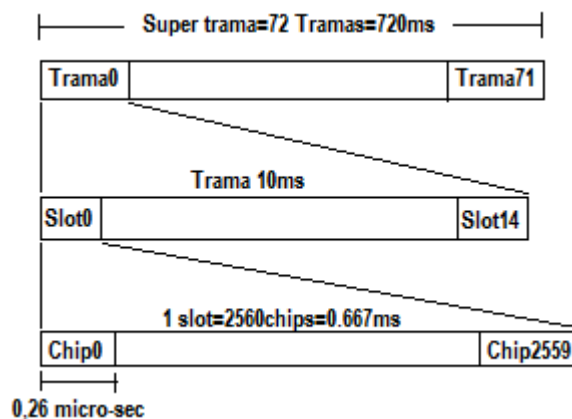 Super trama=72 Tramas=720ms
Trama0 Trama71
Trama 10ms
Slot0 Slot14
1 slot=2560chips=0.667ms
Chip0 Chip2559
0,26 micro-sec